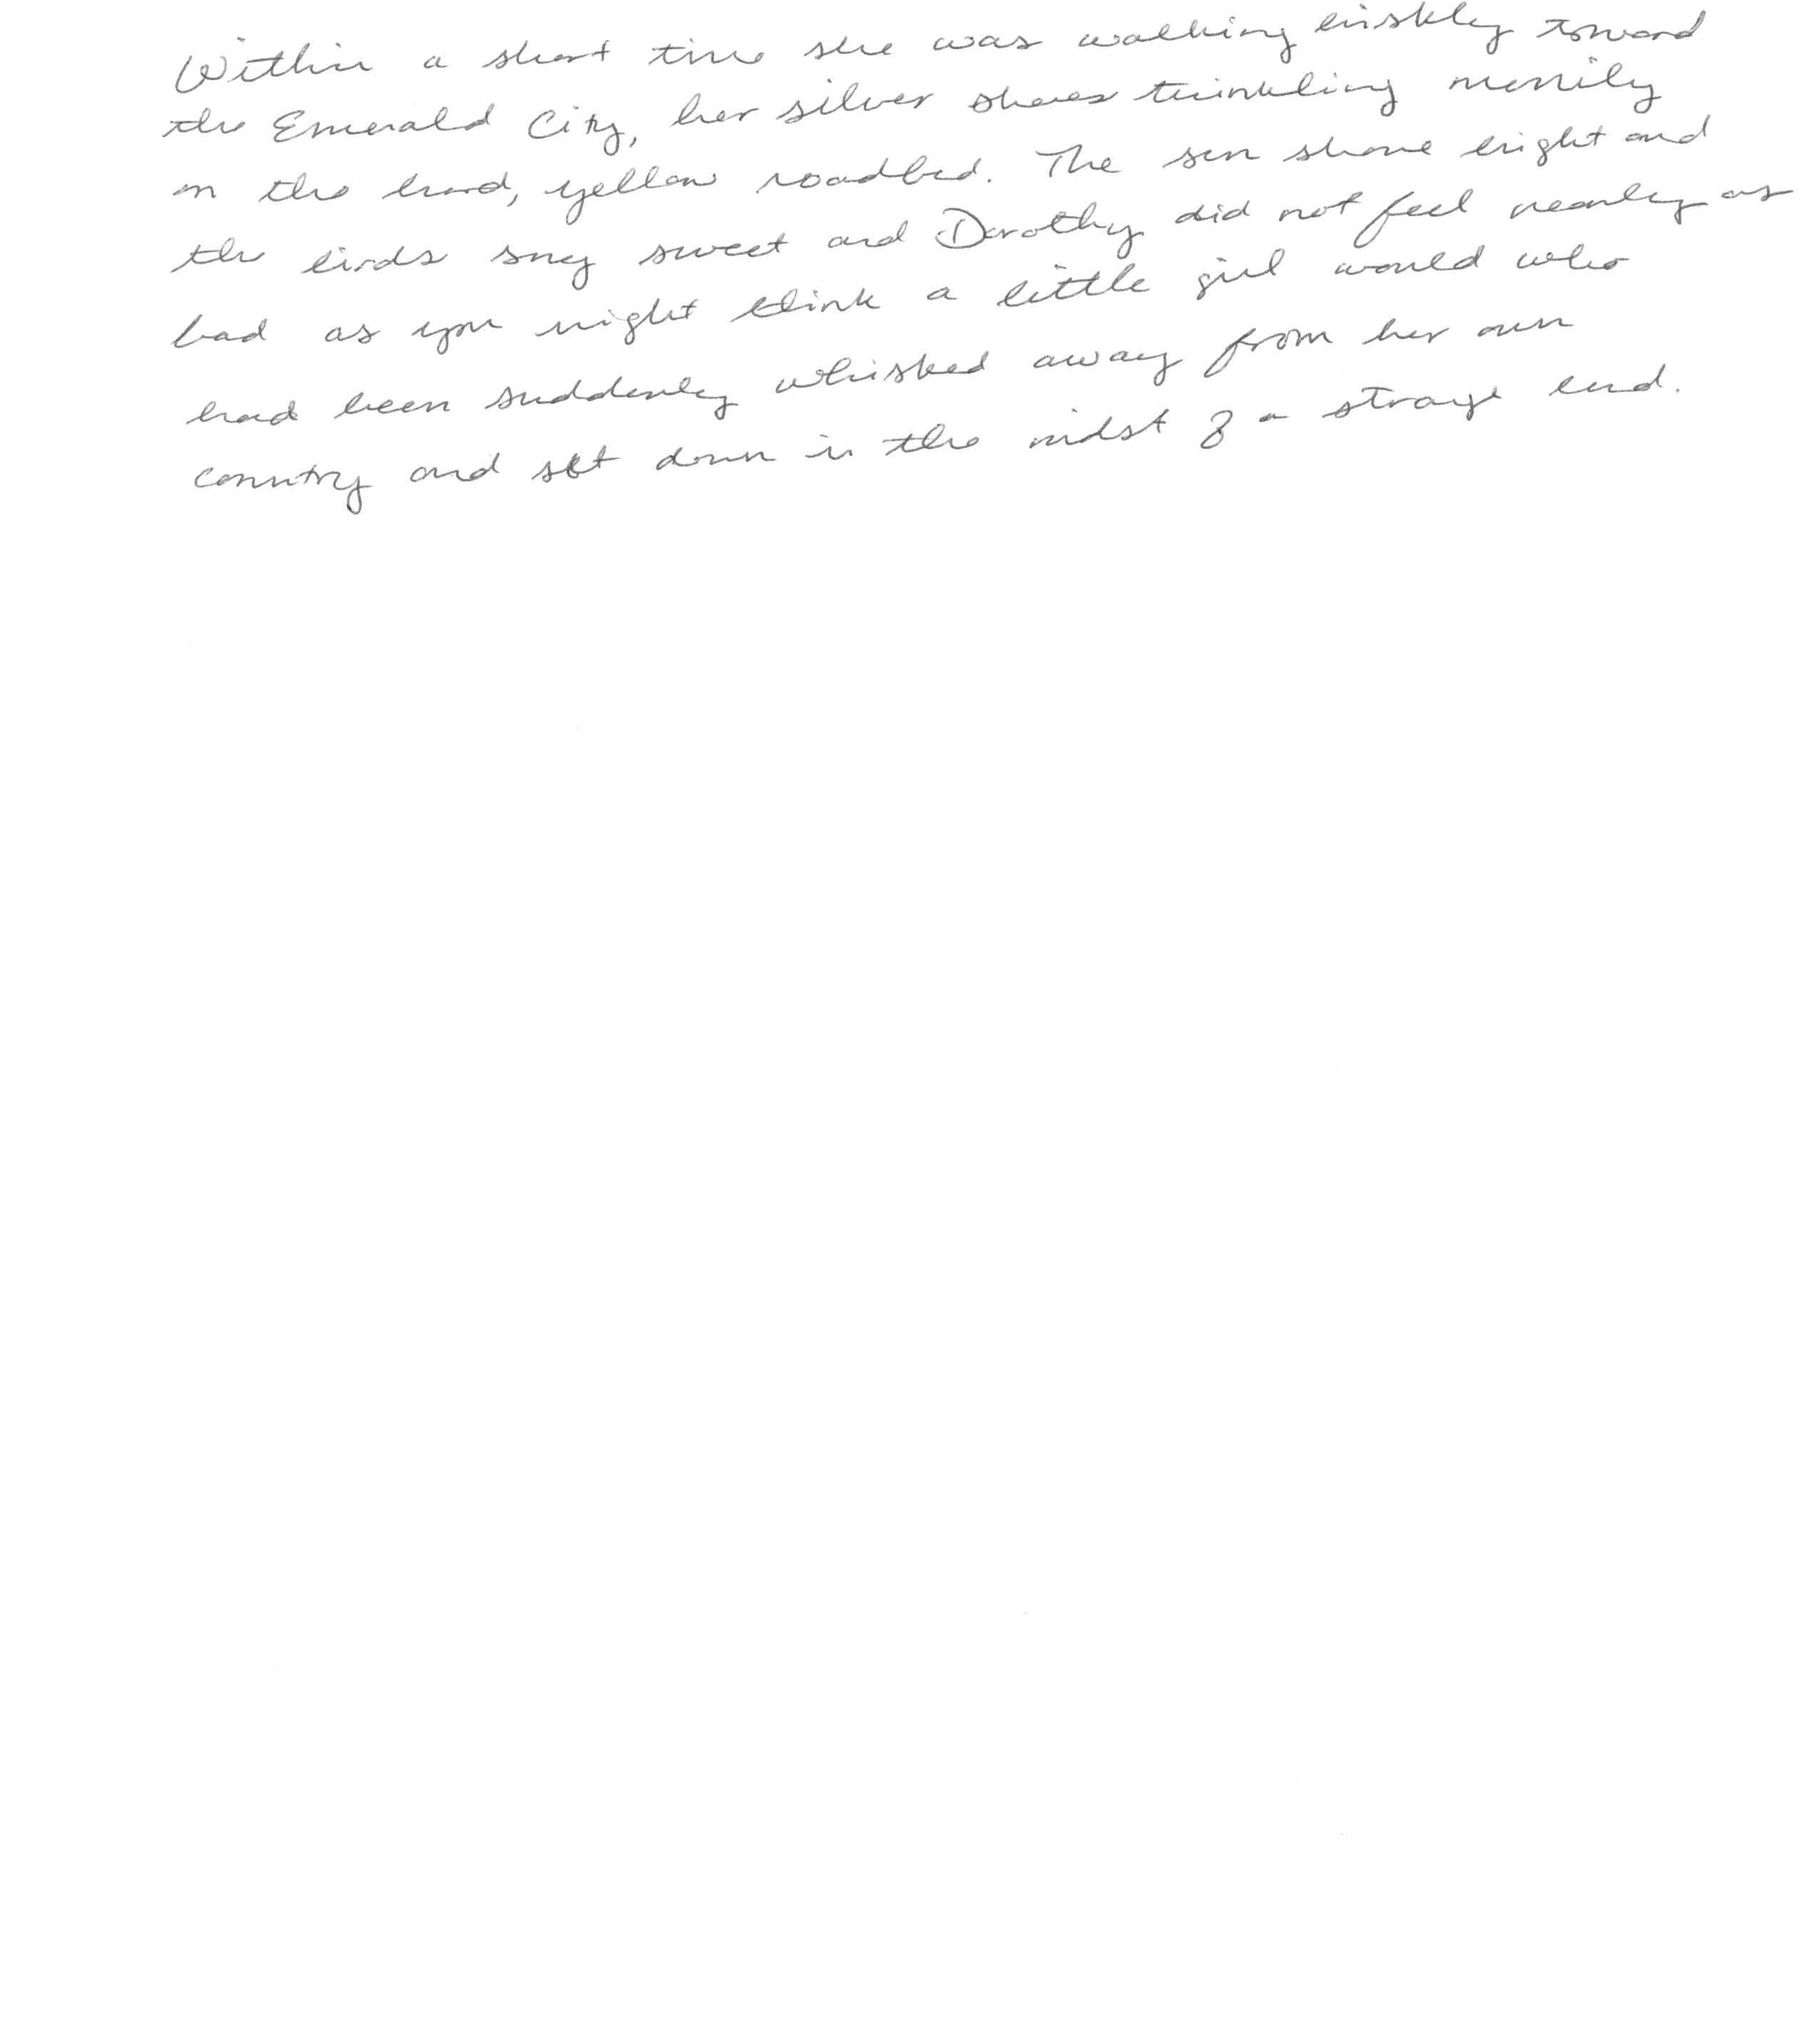 Within a short time she was walking briskly toward
the Emerald City, her silver shoes twinkling merrily
on the hard, yellow roadbed. The sun shone bright and
the birds sang sweet and Dorothy did not feel nearly as
bad as you might think a little girl would who
had been suddenly whisked away from her own
country and set down in the midst of a strange land.